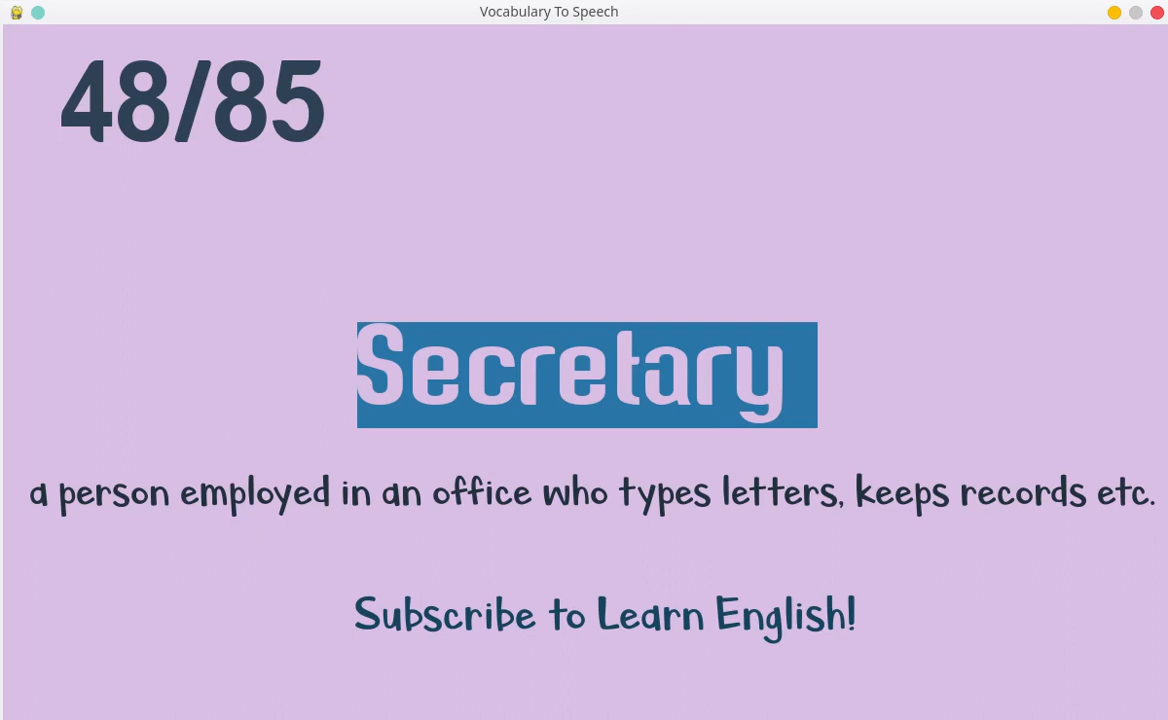 Vocabulary To Speech
48/85
Secretary
a person employed in an office who types letters, keeps records etc.
Subscribe to Learn English!